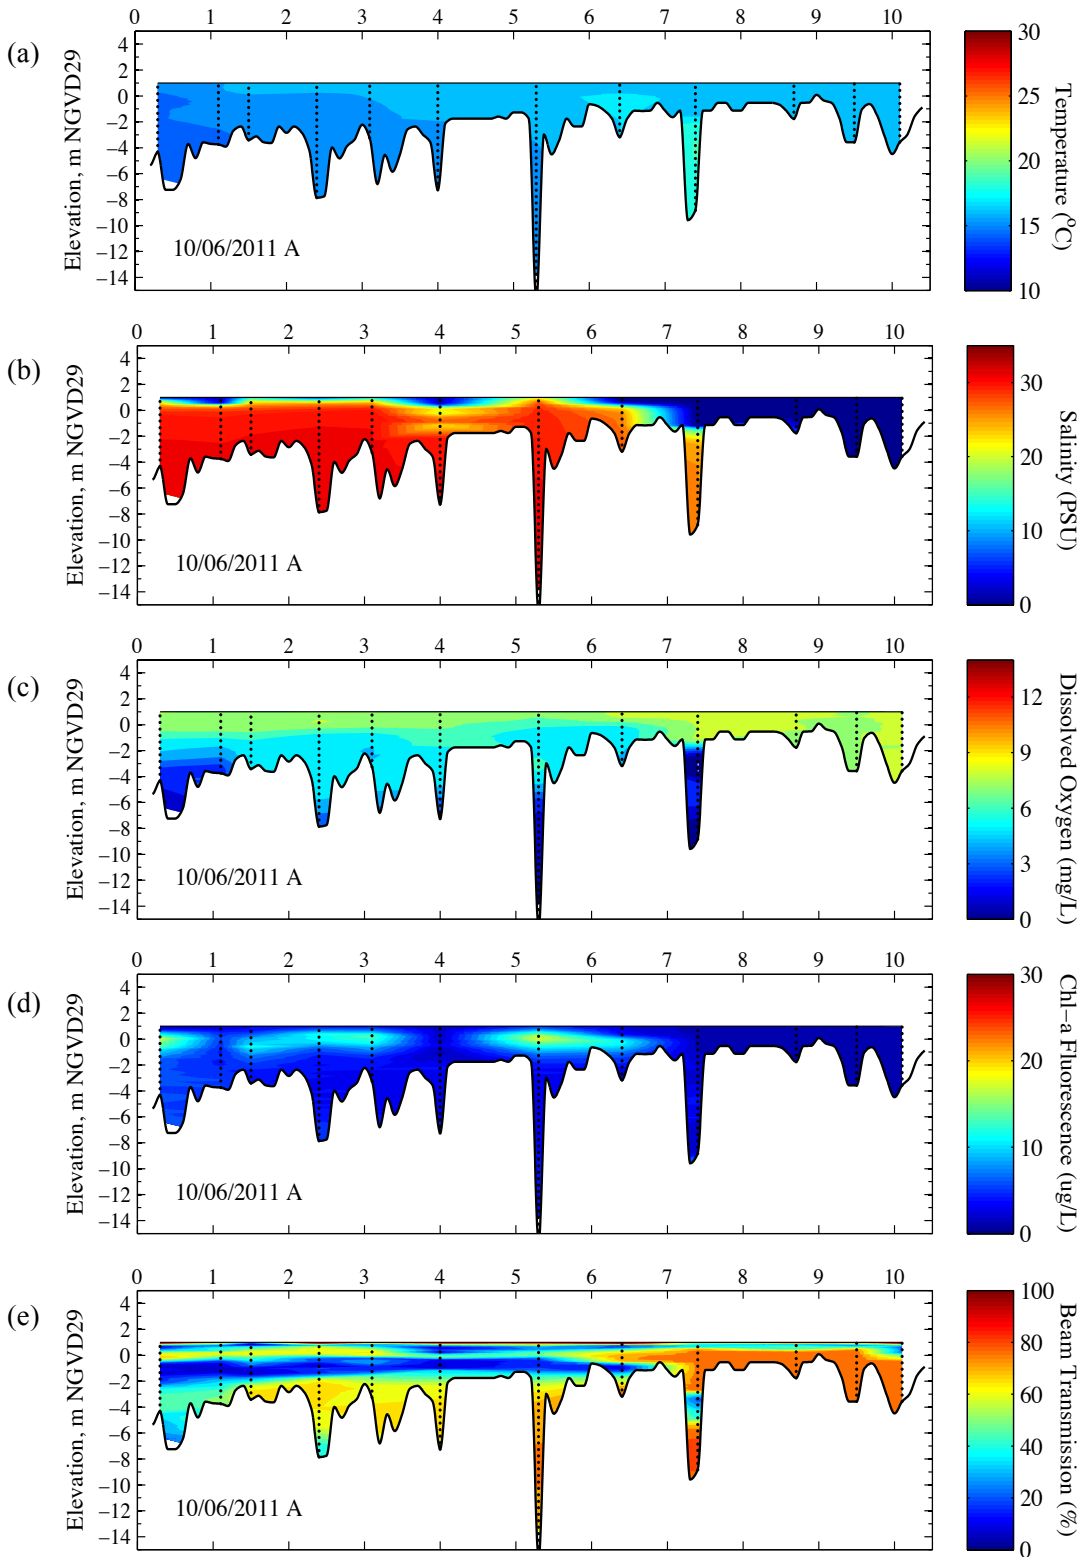 0 1 2 3 4 5 6 7 8 9 10
(a)
4
2
0
−2
−4
−6
−8
−10
−12
−14
Elevation, m NGVD29
10/06/2011 A
30
25
20
15
10
Temperature (°C)
0 1 2 3 4 5 6 7 8 9 10
(b)
4
2
0
−2
−4
−6
−8
−10
−12
−14
Elevation, m NGVD29
10/06/2011 A
30
20
10
0
Salinity (PSU)
0 1 2 3 4 5 6 7 8 9 10
(c)
4
2
0
−2
−4
−6
−8
−10
−12
−14
Elevation, m NGVD29
10/06/2011 A
12
9
6
3
0
Dissolved Oxygen (mg/L)
0 1 2 3 4 5 6 7 8 9 10
(d)
4
2
0
−2
−4
−6
−8
−10
−12
−14
Elevation, m NGVD29
10/06/2011 A
30
20
10
0
Chl−a Fluorescence (ug/L)
0 1 2 3 4 5 6 7 8 9 10
(e)
4
2
0
−2
−4
−6
−8
−10
−12
−14
Elevation, m NGVD29
10/06/2011 A
100
80
60
40
20
0
Beam Transmission (%)